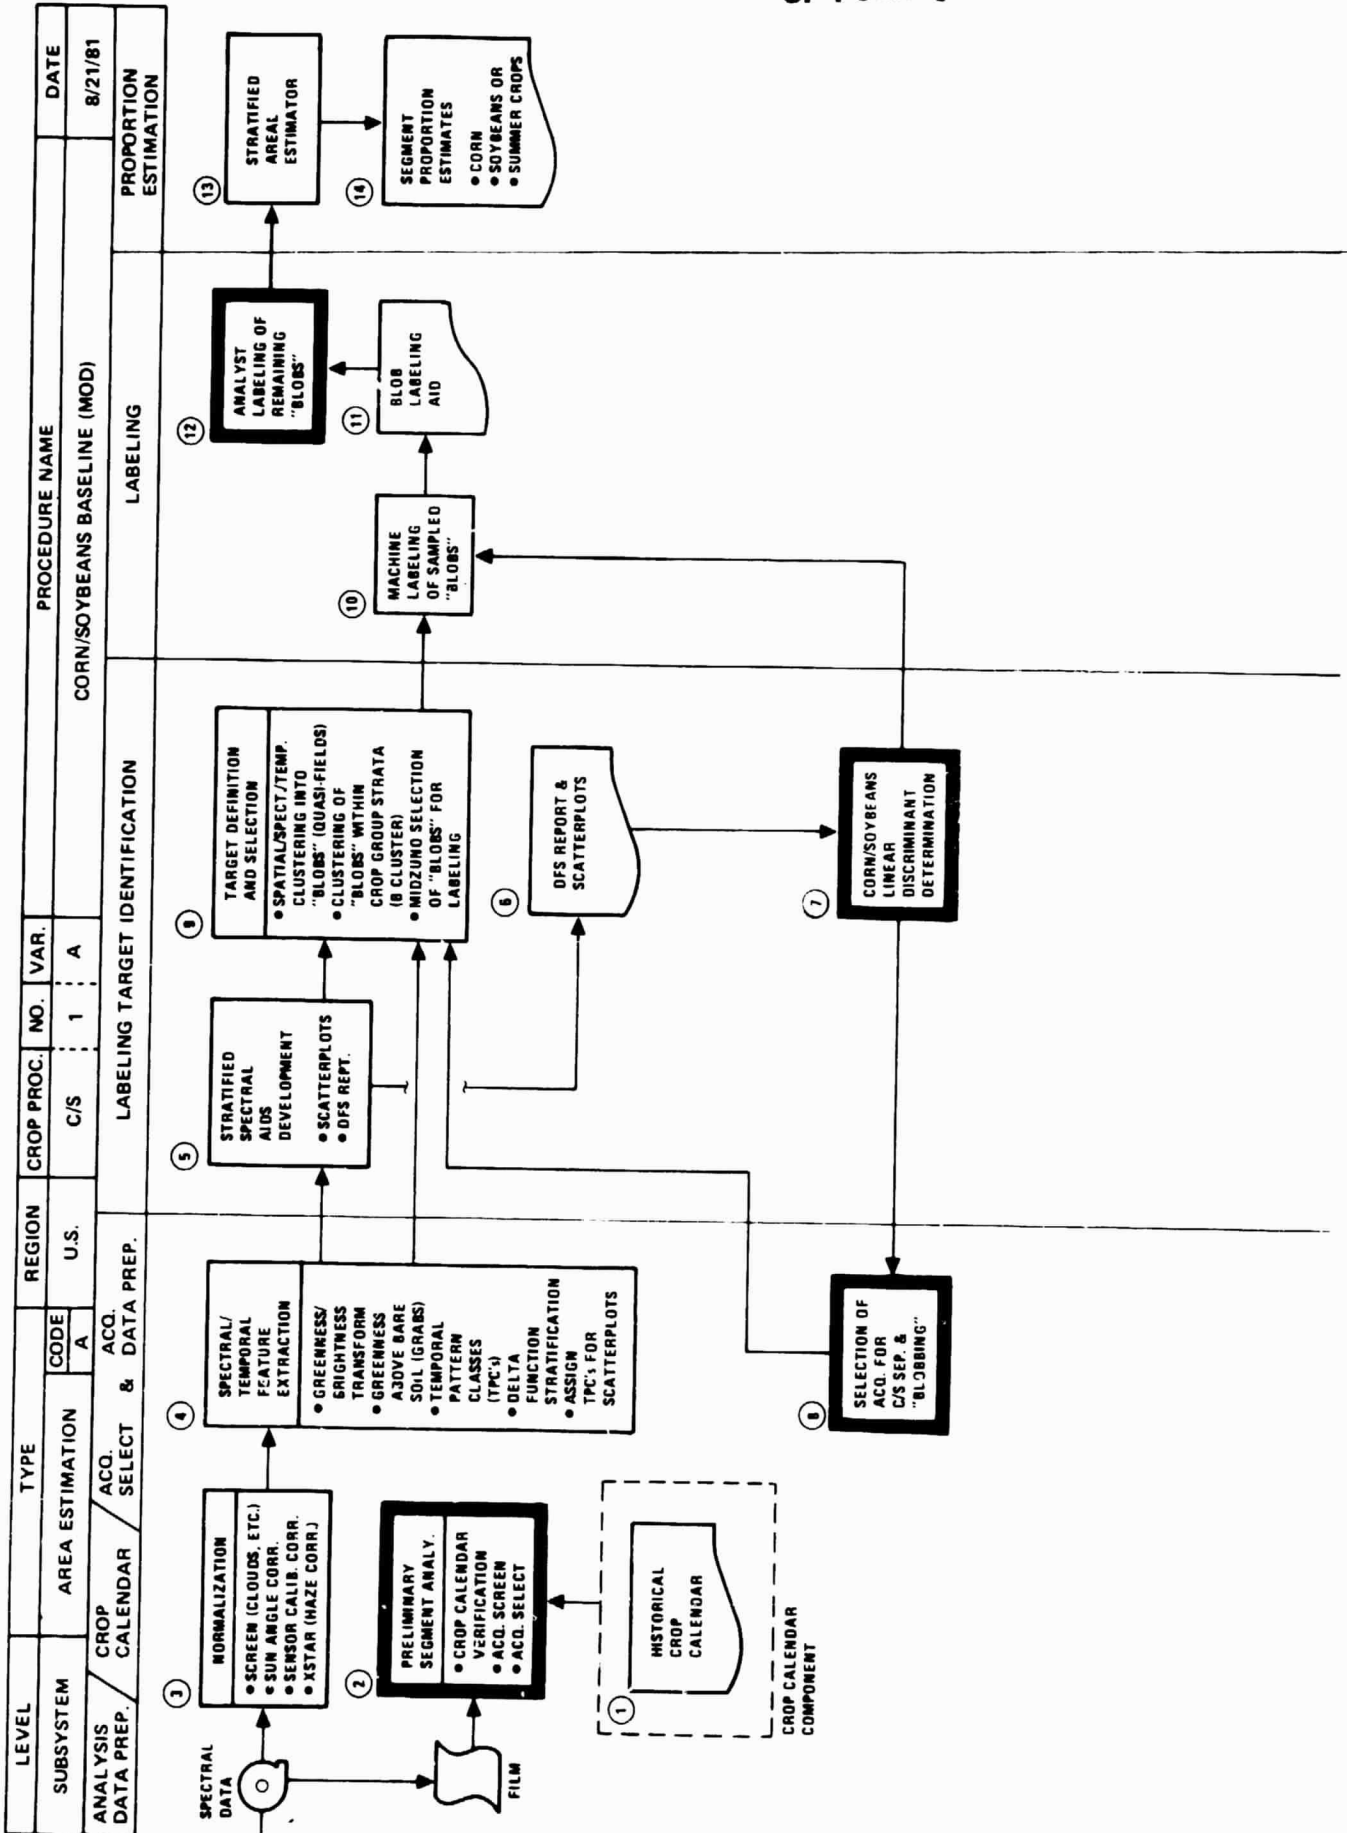 LEVEL
TYPE
REGION
CROP PROC.
NO.
VAR.
PROCEDURE NAME
DATE
SUBSYSTEM
AREA ESTIMATION
CODE
A
U.S.
C/S
1
A
CORN/SOYBEANS BASELINE (MOD)
8/21/81
ANALYSIS
DATA PREP.
CROP
CALENDAR
ACQ.
SELECT
&
ACQ.
DATA PREP.
LABELING TARGET IDENTIFICATION
LABELING
PROPORTION
ESTIMATION
SPECTRAL
DATA
FILM
3
NORMALIZATION
• SCREEN (CLOUDS, ETC.)
• SUN ANGLE CORR.
• SENSOR CALIB. CORR.
• XSTAR (HAZE CORR.)
2
PRELIMINARY
SEGMENT ANALY.
• CROP CALENDAR
VERIFICATION
• ACQ. SCREEN
• ACQ. SELECT
1
HISTORICAL
CROP
CALENDAR
CROP CALENDAR
COMPONENT
4
SPECTRAL/
TEMPORAL
FEATURE
EXTRACTION
• GREENNESS/
BRIGHTNESS
TRANSFORM
• GREENNESS
ABOVE BARE
SOIL (GRABS)
• TEMPORAL
PATTERN
CLASSES
(TPC's)
• DELTA
FUNCTION
STRATIFICATION
• ASSIGN
TPC's FOR
SCATTERPLOTS
8
SELECTION OF
ACQ. FOR
C/S SEP. &
"BLOBBING"
5
STRATIFIED
SPECTRAL
AIDS
DEVELOPMENT
• SCATTERPLOTS
• DFS REPT.
9
TARGET DEFINITION
AND SELECTION
• SPATIAL/SPECT/TEMP.
CLUSTERING INTO
"BLOBS" (QUASI-FIELDS)
• CLUSTERING OF
"BLOBS" WITHIN
CROP GROUP STRATA
(B CLUSTER)
• MIDZUNO SELECTION
OF "BLOBS" FOR
LABELING
6
DFS REPORT &
SCATTERPLOTS
7
CORN/SOYBEANS
LINEAR
DISCRIMINANT
DETERMINATION
10
MACHINE
LABELING
OF SAMPLED
"BLOBS"
11
BLOB
LABELING
AID
12
ANALYST
LABELING OF
REMAINING
"BLOBS"
13
STRATIFIED
AREAL
ESTIMATOR
14
SEGMENT
PROPORTION
ESTIMATES
• CORN
• SOYBEANS OR
• SUMMER CROPS